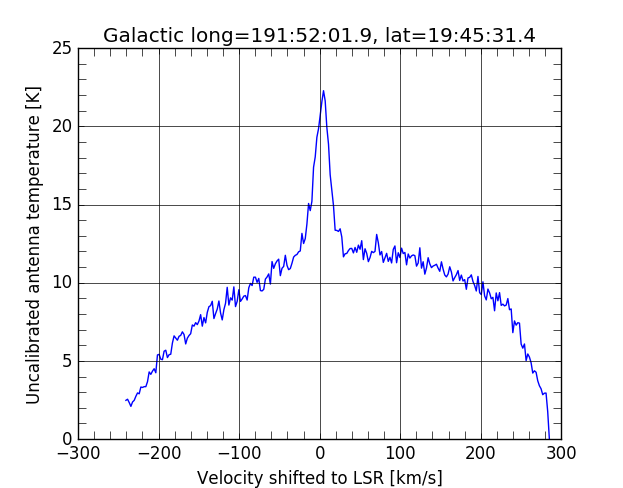 Galactic long=191:52:01.9, lat=19:45:31.4
Uncalibrated antenna temperature [K]
25
20
15
10
5
0
−300 −200 −100 0 100 200 300
Velocity shifted to LSR [km/s]